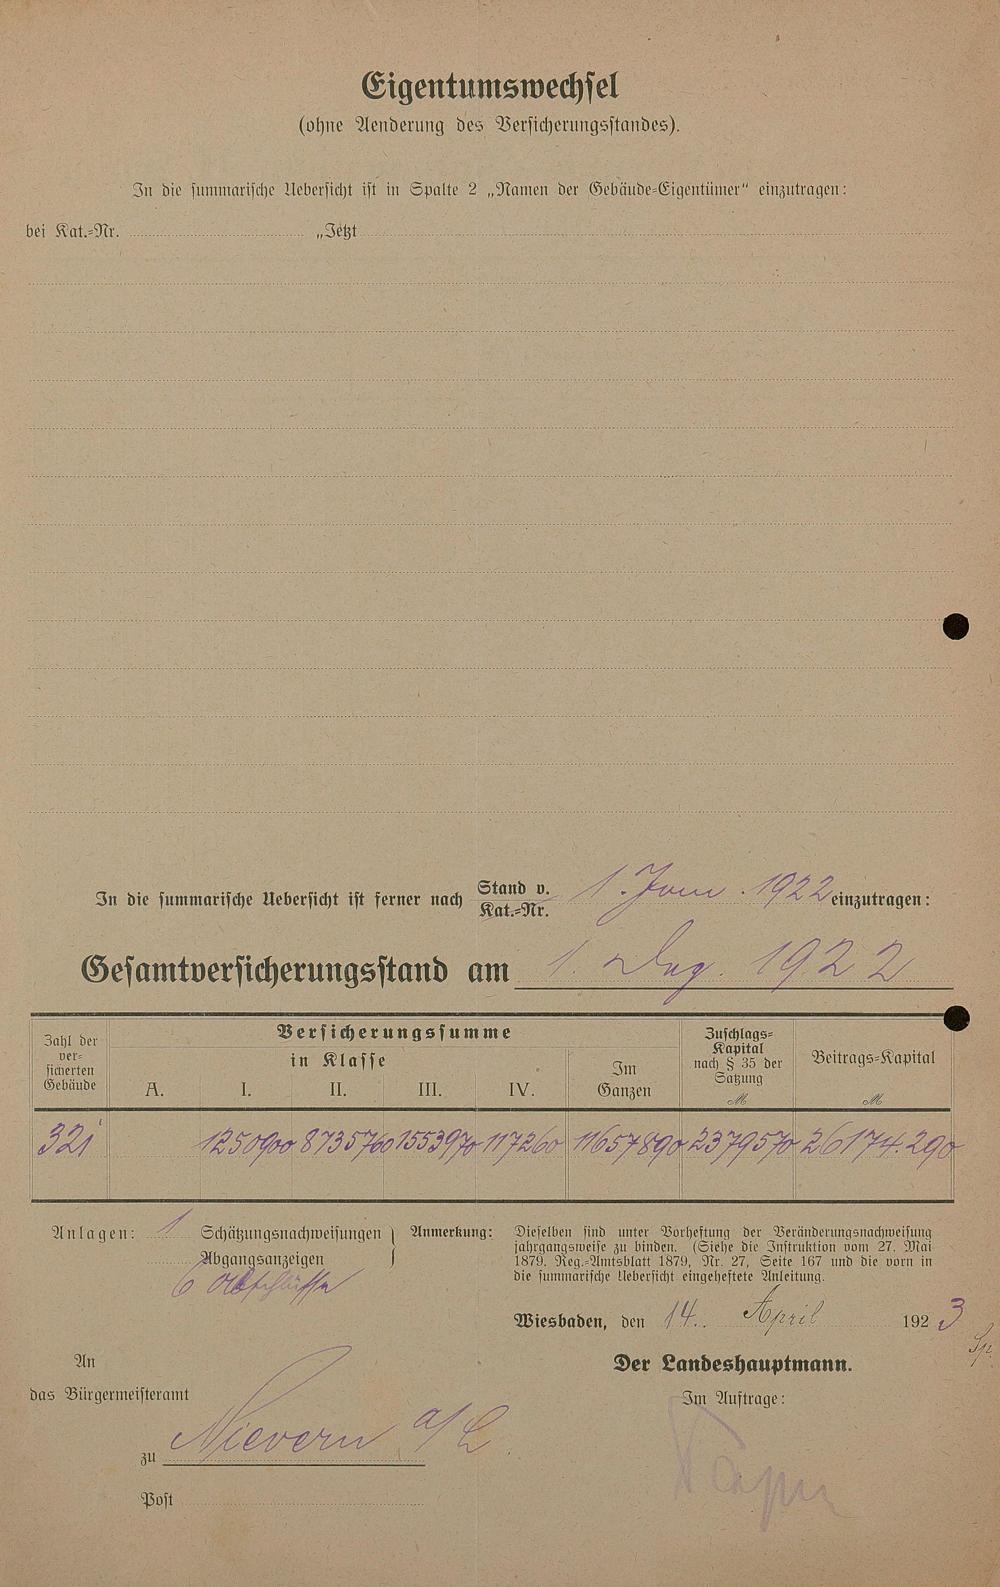 Eigentumswechsel
(ohne Aenderung des Versicherungsstandes).
In die summarische Uebersicht ist in Spalte 2 „Namen der Gebäude-Eigentümer“ einzutragen:
bei Kat.-Nr. „Jetzt
In die summarische Uebersicht ist ferner nach Stand v. Kat.-Nr. 1. Jan. 1922 einzutragen:
Gesamtversicherungsstand am 1. Dez. 1922
Zahl der versicherten Gebäude
Versicherungssumme
in Klasse
A. I. II. III. IV. Im Ganzen
Zuschlags-Kapital nach § 35 der Satzung M
Beitrags-Kapital M
321 1250900 8735760 1553970 117260 11657890 2379570 26174.290
Anlagen: 1 Schätzungsnachweisungen
Abgangsanzeigen
6 Abschlüsse
Anmerkung: Dieselben sind unter Vorheftung der Veränderungsnachweisung
jahrgangsweise zu binden. (Siehe die Instruktion vom 27. Mai
1879, Reg.-Amtsblatt 1879, Nr. 27, Seite 167 und die vorn in
die summarische Uebersicht eingeheftete Anleitung.
Wiesbaden, den 14. April 1923
An
das Bürgermeisteramt
Der Landeshauptmann.
Im Auftrage:
zu Nievern a/L
Post